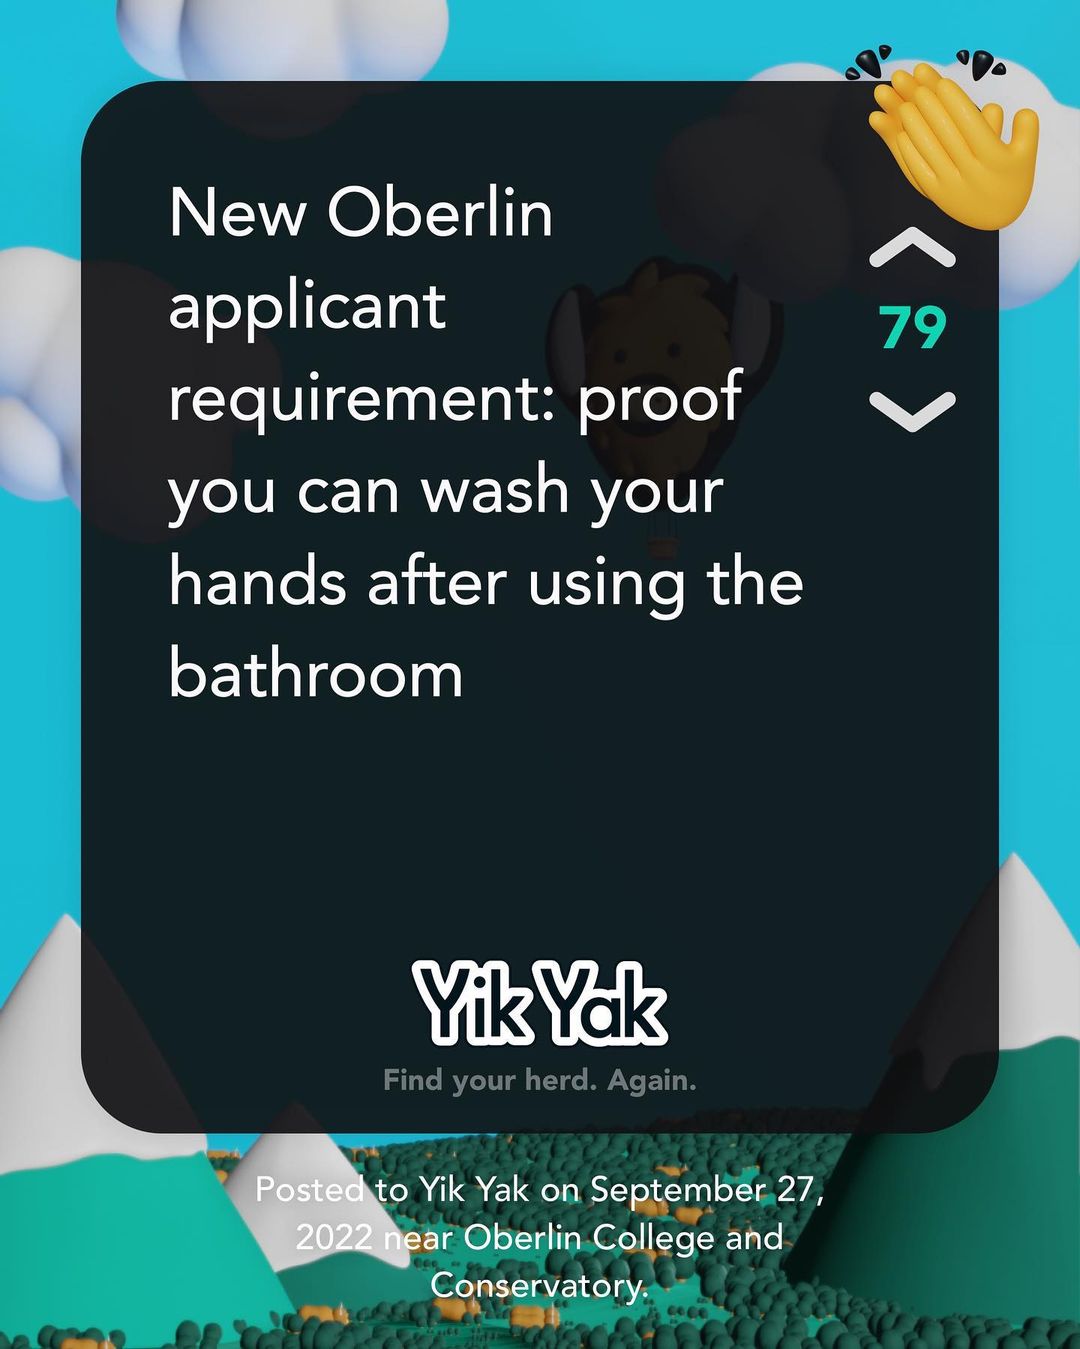 New Oberlin
applicant
requirement: proof
you can wash your
hands after using the
bathroom
79
Yik Yak
Find your herd. Again.
Posted to Yik Yak on September 27,
2022 near Oberlin College and
Conservatory.